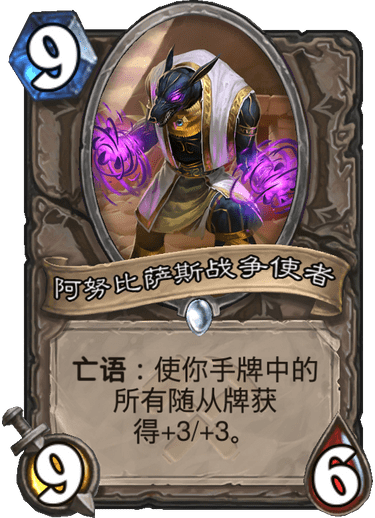 9
阿努比萨斯战争使者
亡语：使你手牌中的
所有随从牌获
得+3/+3。
9
6